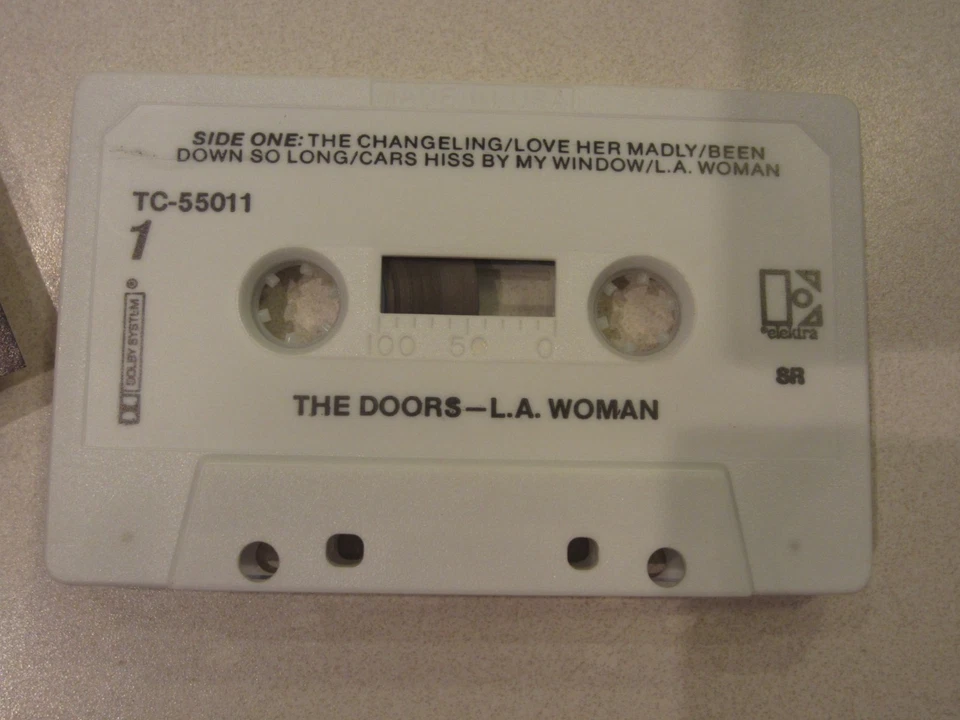 SIDE ONE: THE CHANGELING/LOVE HER MADLY/BEEN
DOWN SO LONG/CARS HISS BY MY WINDOW/L.A. WOMAN
TC-55011
1
DOLBY SYSTEM®
100 50 0
elektra
SR
THE DOORS—L.A. WOMAN